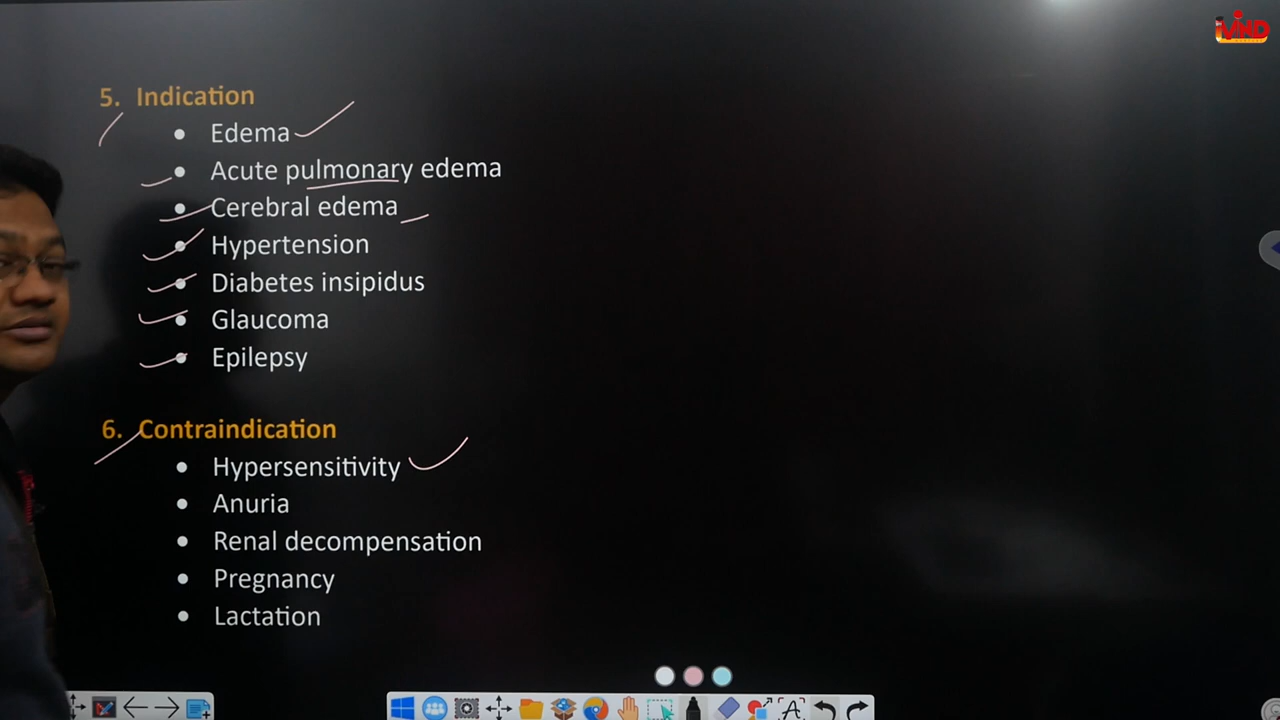 iVIND
5. Indication
• Edema
• Acute pulmonary edema
• Cerebral edema
• Hypertension
• Diabetes insipidus
• Glaucoma
• Epilepsy
6. Contraindication
• Hypersensitivity
• Anuria
• Renal decompensation
• Pregnancy
• Lactation